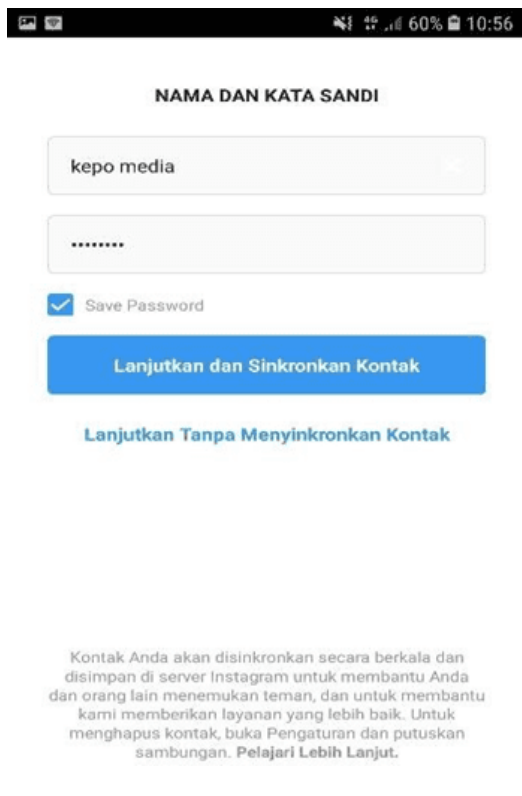 60% 10:56
NAMA DAN KATA SANDI
kepo media
••••••••
Save Password
Lanjutkan dan Sinkronkan Kontak
Lanjutkan Tanpa Menyinkronkan Kontak
Kontak Anda akan disinkronkan secara berkala dan
disimpan di server Instagram untuk membantu Anda
dan orang lain menemukan teman, dan untuk membantu
kami memberikan layanan yang lebih baik. Untuk
menghapus kontak, buka Pengaturan dan putuskan
sambungan. Pelajari Lebih Lanjut.